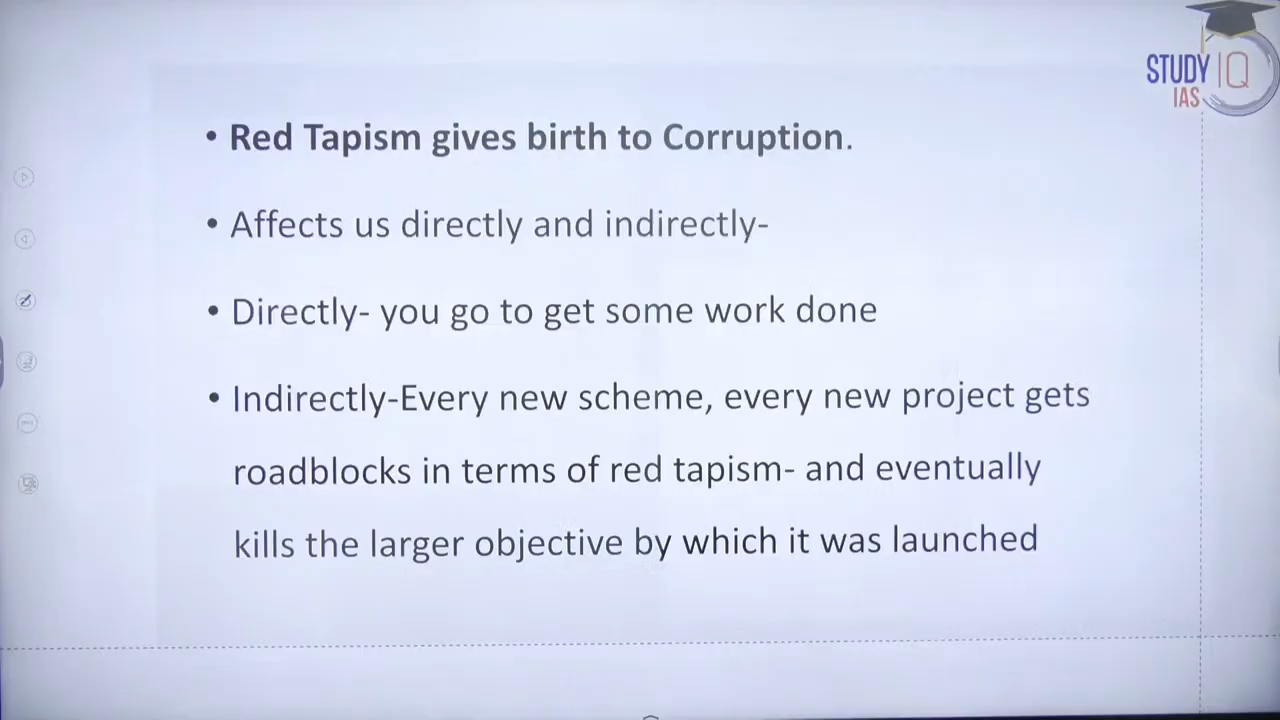 STUDY IQ
IAS
• Red Tapism gives birth to Corruption.
• Affects us directly and indirectly-
• Directly- you go to get some work done
• Indirectly-Every new scheme, every new project gets
roadblocks in terms of red tapism- and eventually
kills the larger objective by which it was launched